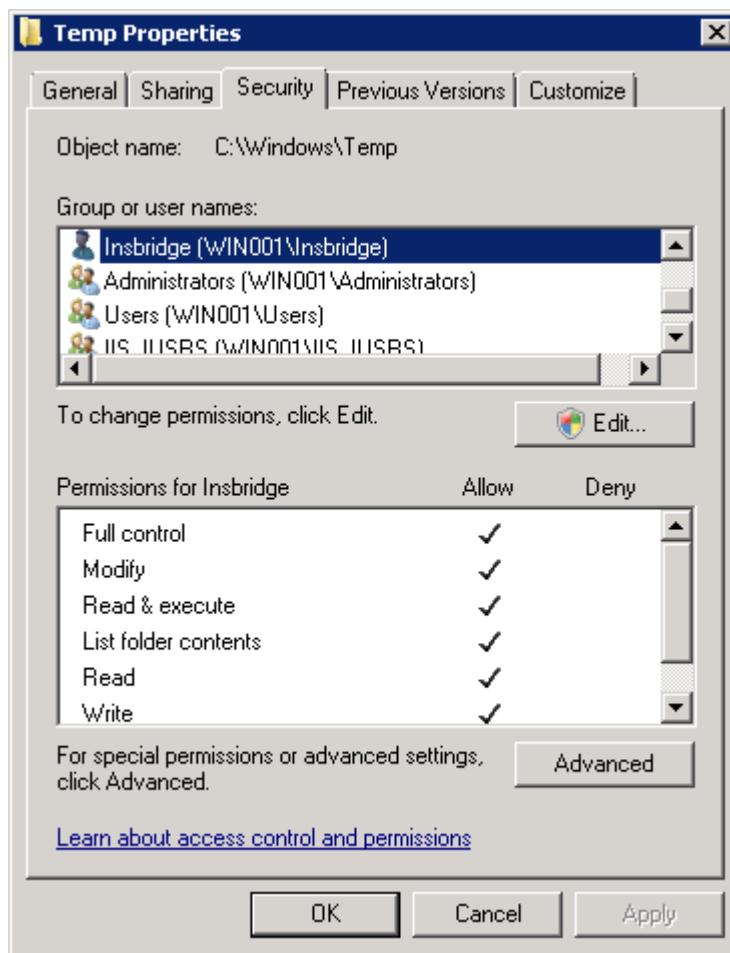 Temp Properties
General Sharing Security Previous Versions Customize
Object name: C:\Windows\Temp
Group or user names:
Insbridge (WIN001\Insbridge)
Administrators (WIN001\Administrators)
Users (WIN001\Users)
IIS_IUSRS (WIN001\IIS_IUSRS)
To change permissions, click Edit.
Edit...
Permissions for Insbridge Allow Deny
Full control
Modify
Read & execute
List folder contents
Read
Write
For special permissions or advanced settings,
click Advanced.
Advanced
Learn about access control and permissions
OK Cancel Apply